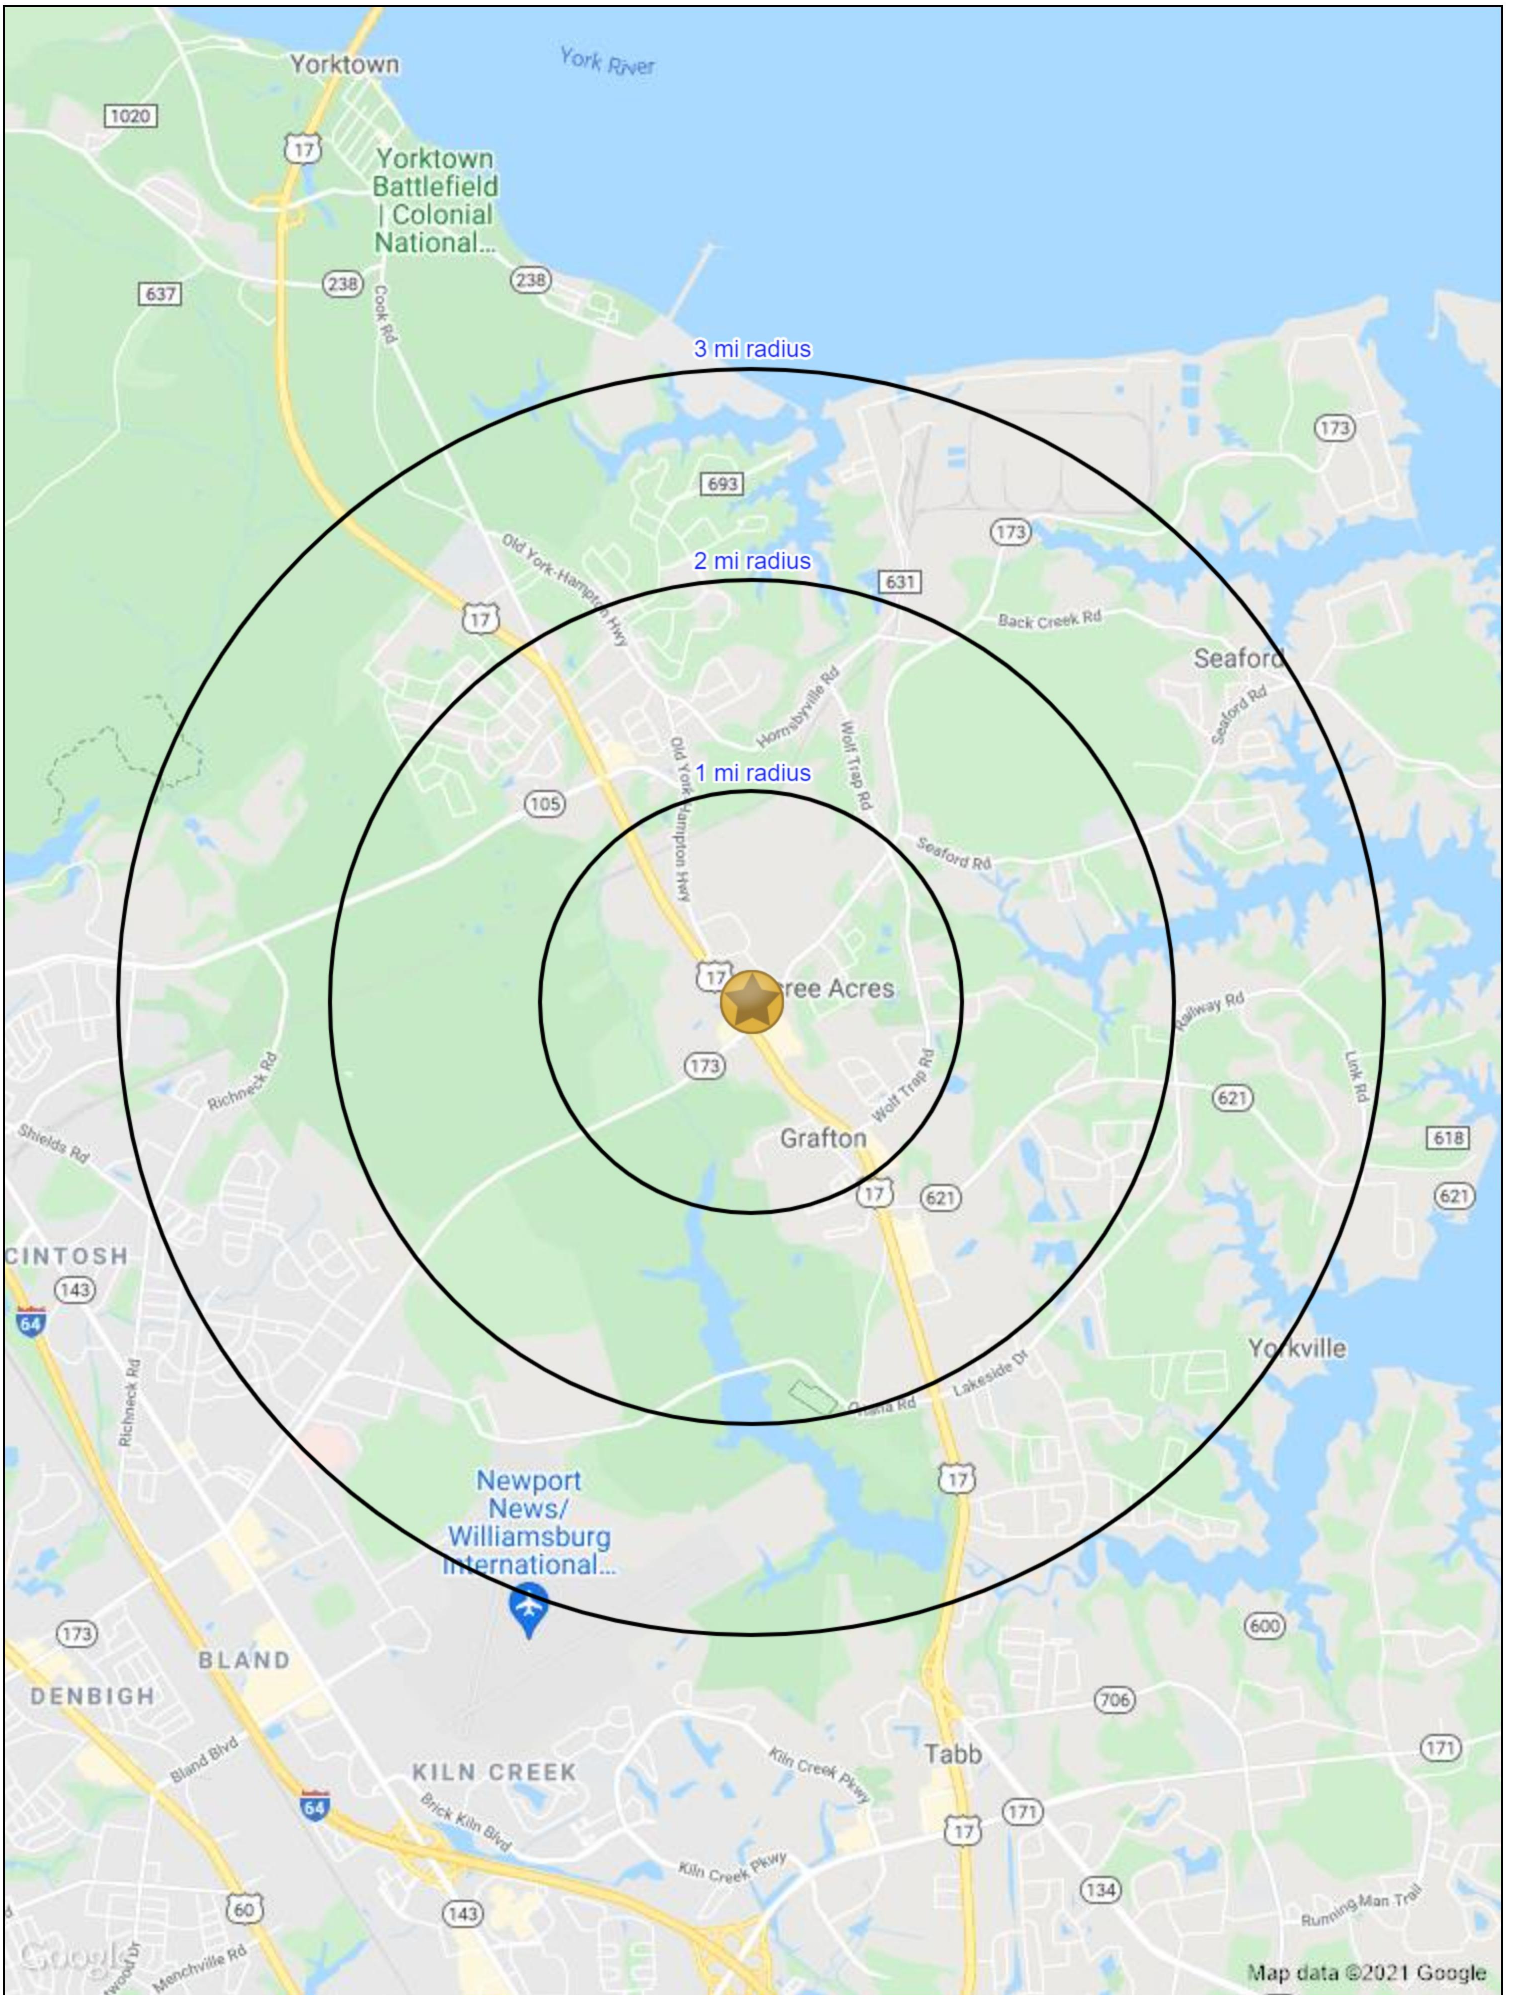 York River
Yorktown
1020
17
Yorktown
Battlefield
| Colonial
National...
238
238
637
Cook Rd
3 mi radius
173
693
173
Old York-Hampton Hwy
2 mi radius
631
17
Back Creek Rd
Seaford
Hornsbyville Rd
Seaford Rd
Wolf Trap Rd
Old York-Hampton Hwy
1 mi radius
105
Seaford Rd
17
cree Acres
Railway Rd
173
Richneck Rd
Wolf Trap Rd
Link Rd
621
Shields Rd
Grafton
618
17
621
621
CINTOSH
143
64
Yorkville
Richneck Rd
Lakeside Dr
Rd
17
Newport
News/
Williamsburg
International...
173
600
BLAND
DENBIGH
706
Bland Blvd
Tabb
171
KILN CREEK
Kiln Creek Pkwy
64
Brick Kiln Blvd
171
17
Kiln Creek Pkwy
134
60
143
Running Man Trail
Google
Menchville Rd
wood Dr
Map data ©2021 Google